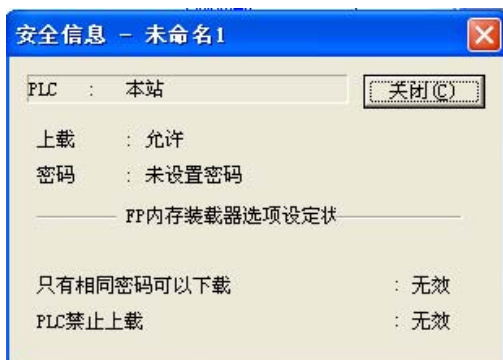 安全信息 - 未命名1
PLC : 本站 关闭(C)
上载 : 允许
密码 : 未设置密码
FP内存装载器选项设定状
只有相同密码可以下载 : 无效
PLC禁止上载 : 无效